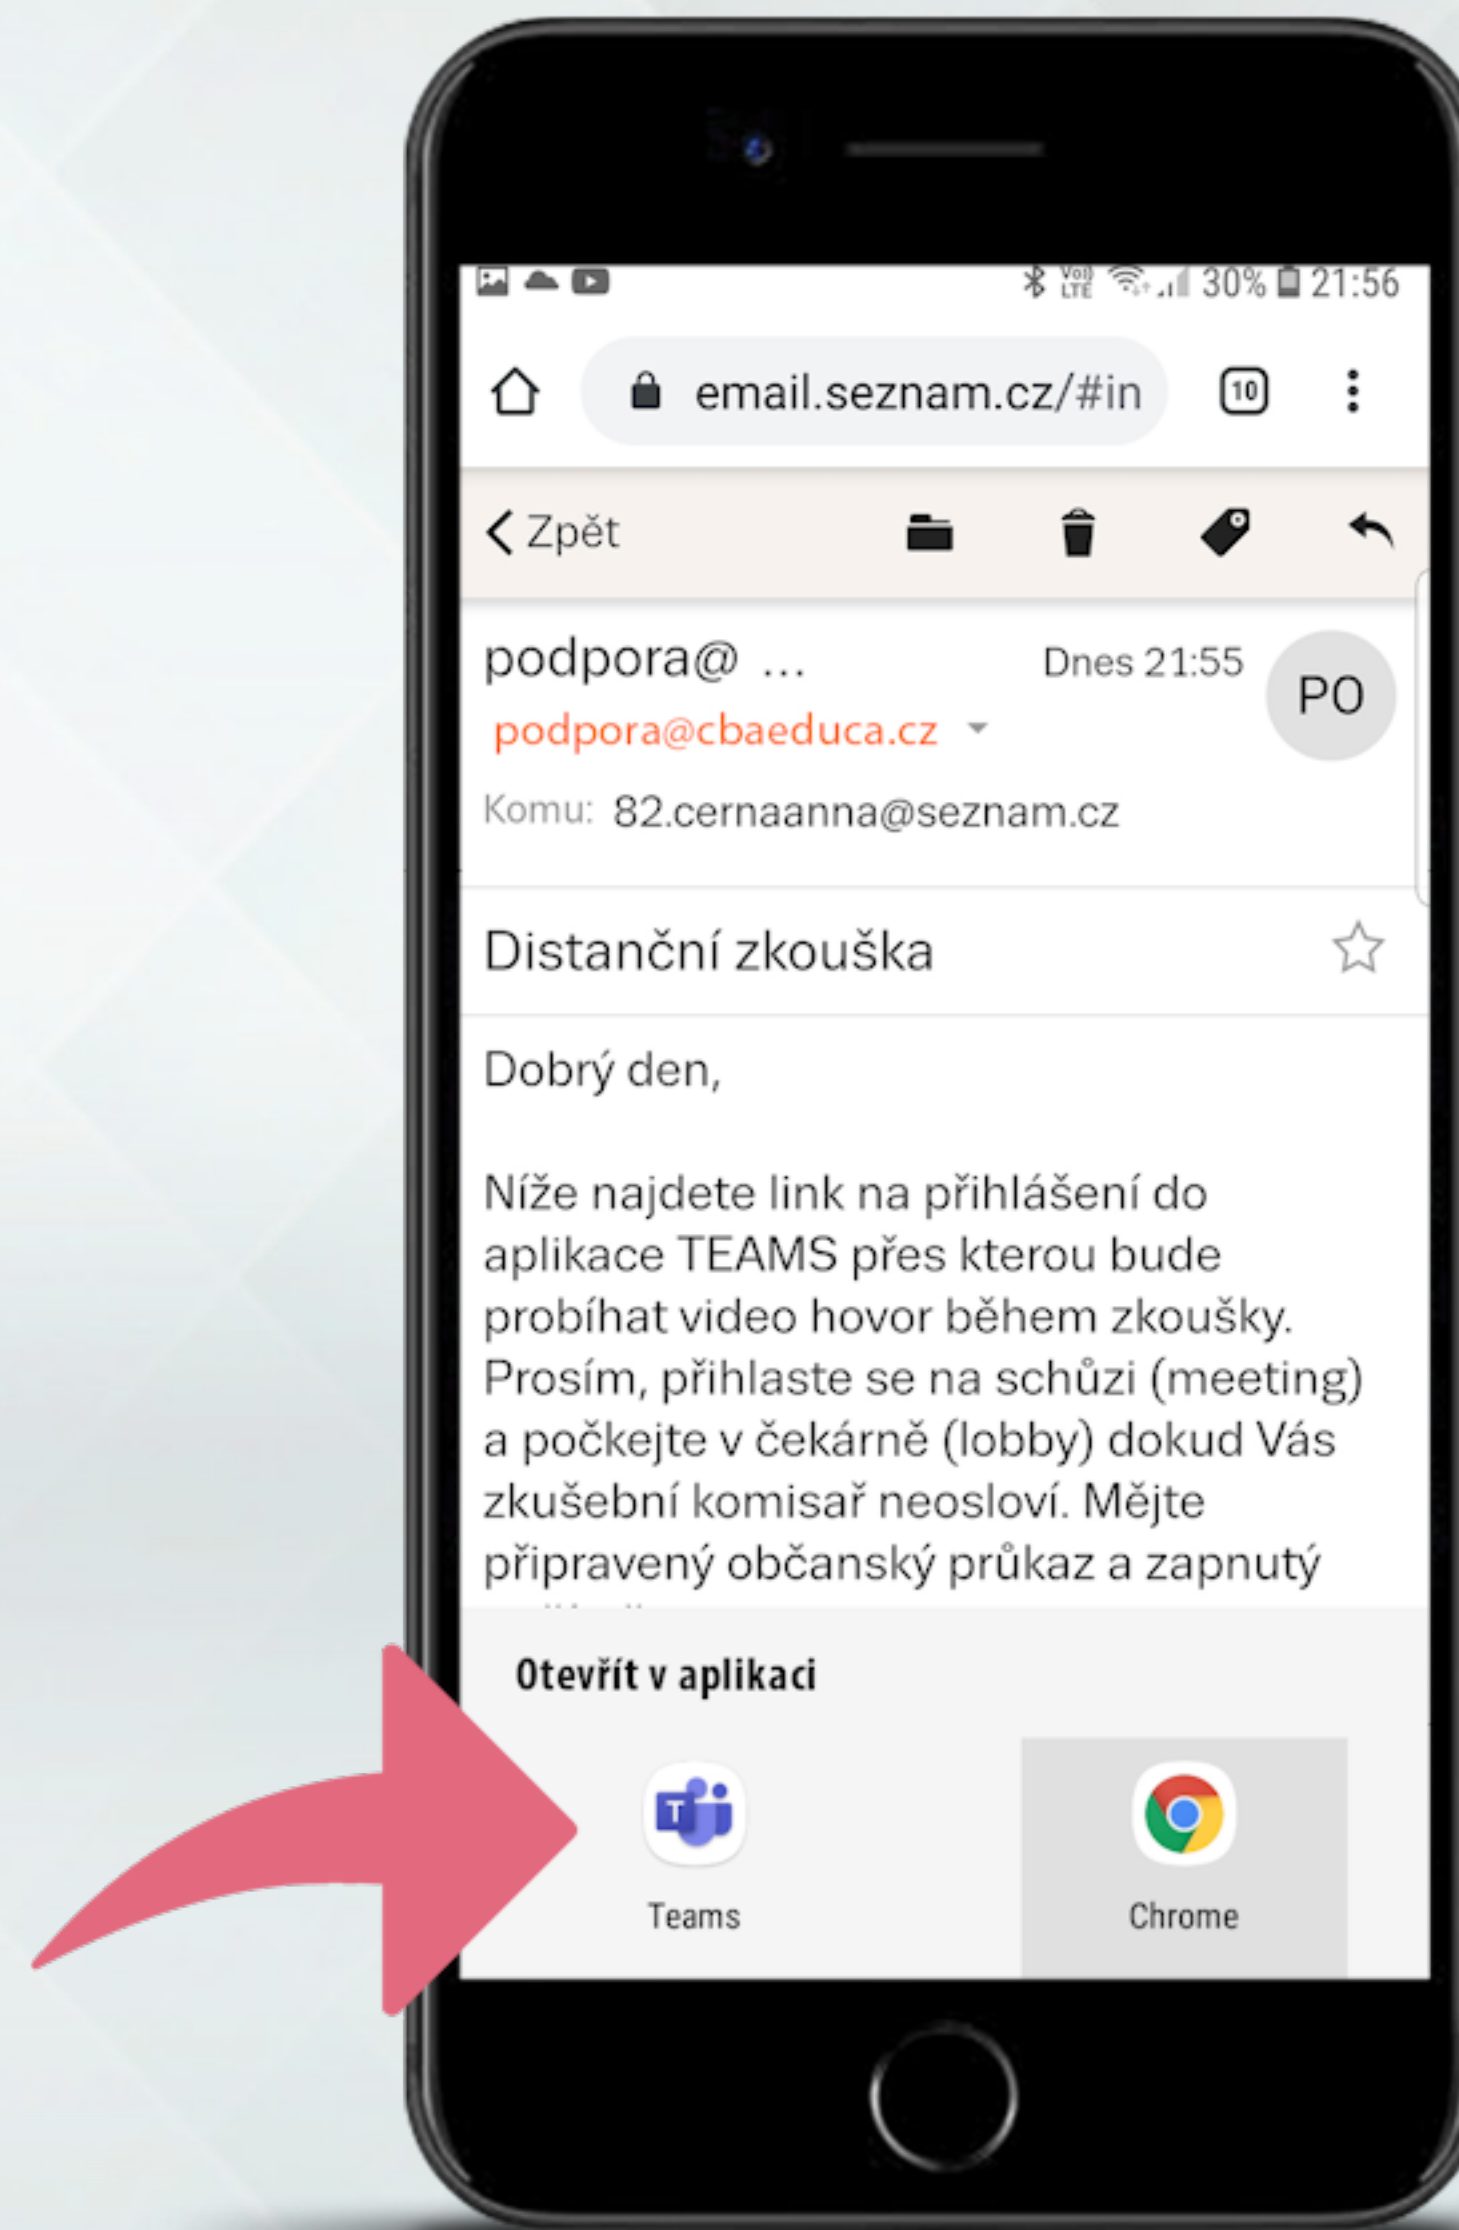 Voll LTE 30% 21:56
email.seznam.cz/#in 10
Zpět
podpora@ ... Dnes 21:55 PO
podpora@cbaeduca.cz
Komu: 82.cernaanna@seznam.cz
Distanční zkouška
Dobrý den,
Níže najdete link na přihlášení do
aplikace TEAMS přes kterou bude
probíhat video hovor během zkoušky.
Prosím, přihlaste se na schůzi (meeting)
a počkejte v čekárně (lobby) dokud Vás
zkušební komisař neosloví. Mějte
připravený občanský průkaz a zapnutý
Otevřít v aplikaci
T
Teams Chrome